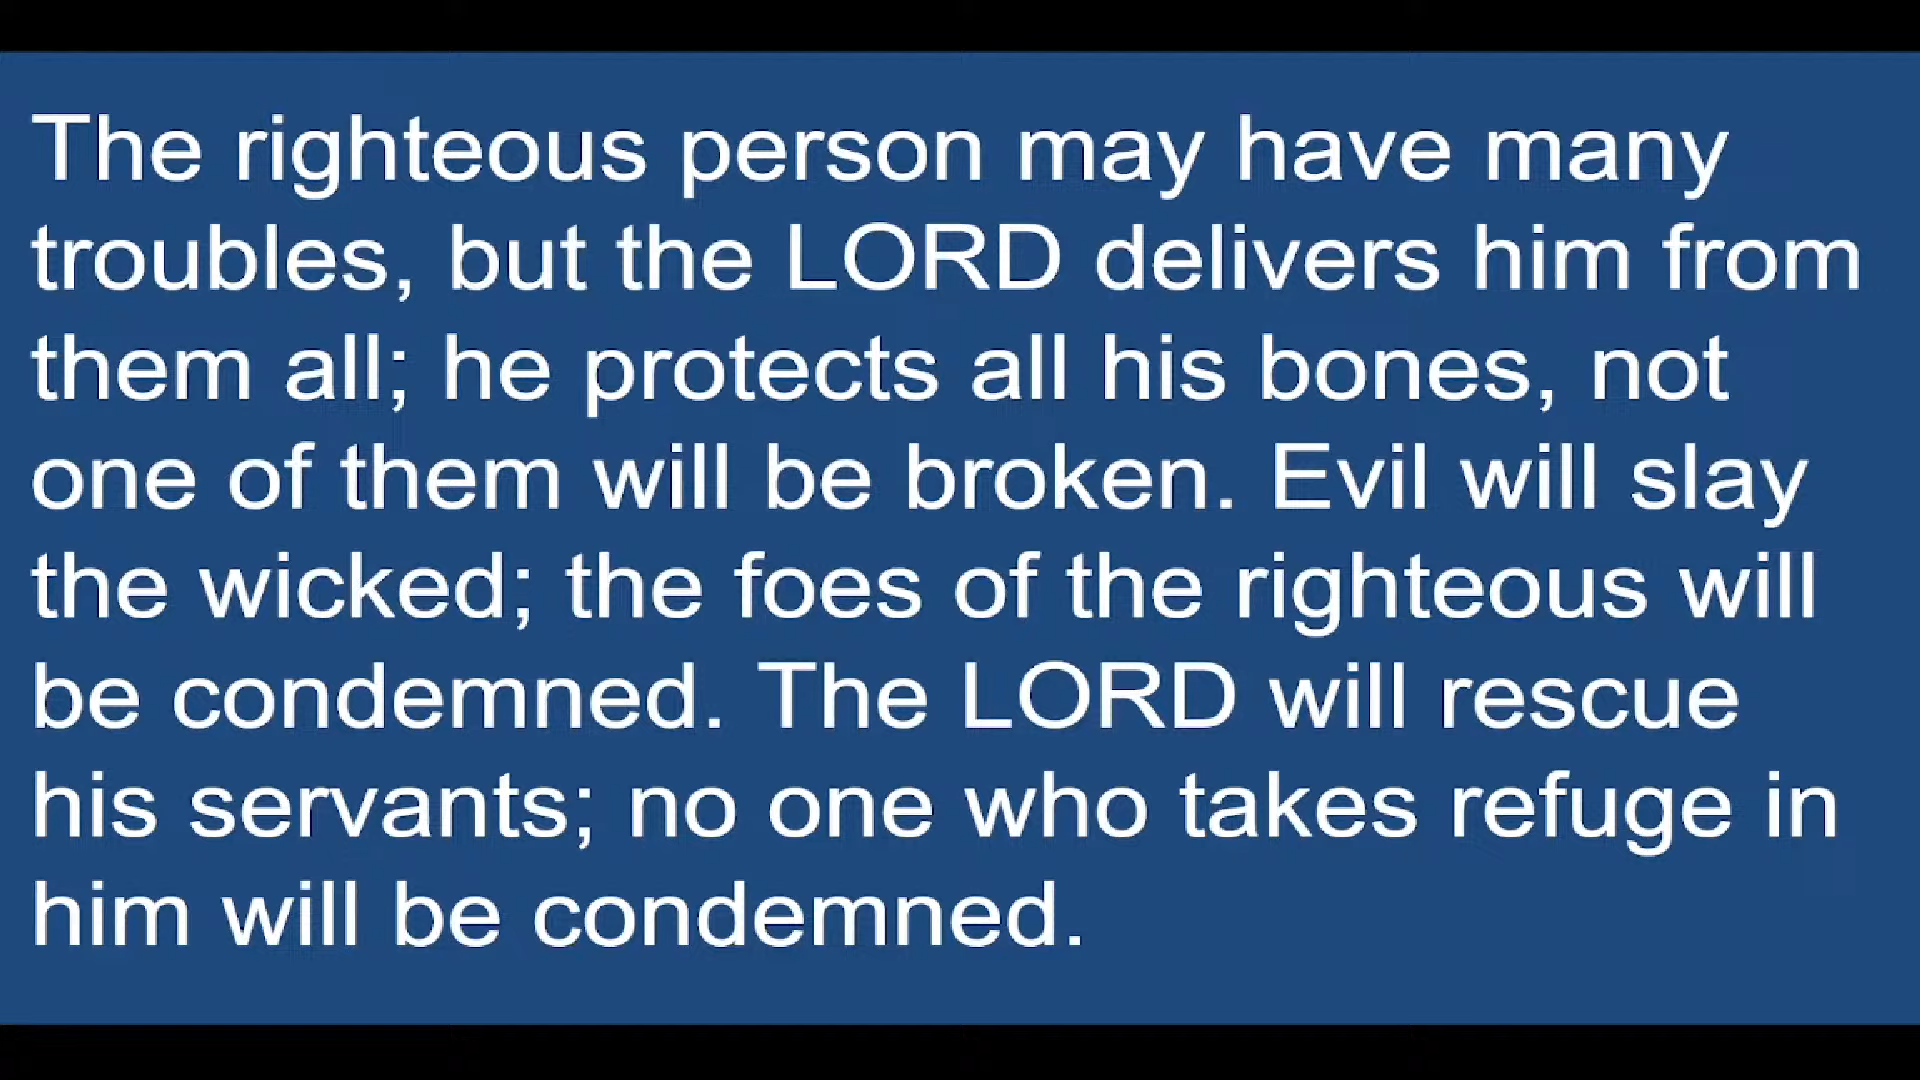 The righteous person may have many
troubles, but the LORD delivers him from
them all; he protects all his bones, not
one of them will be broken. Evil will slay
the wicked; the foes of the righteous will
be condemned. The LORD will rescue
his servants; no one who takes refuge in
him will be condemned.